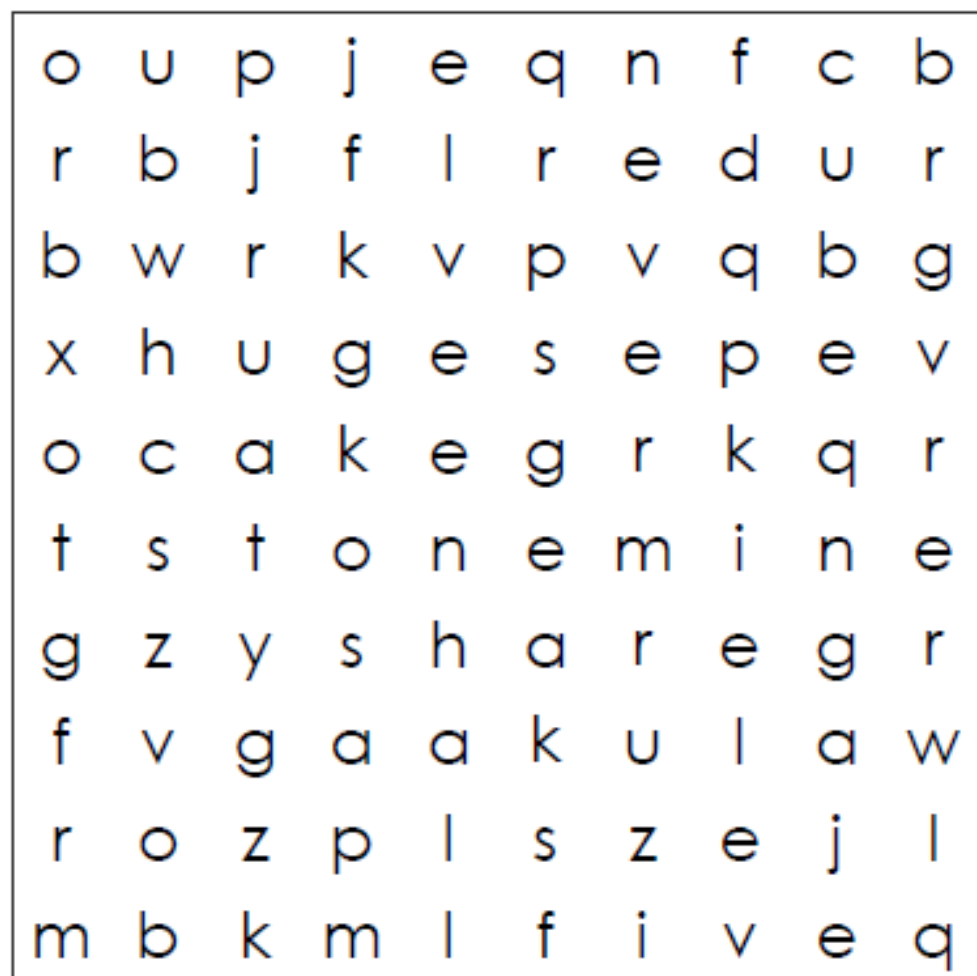 o u p j e q n f c b
r b j f l r e d u r
b w r k v p v q b g
x h u g e s e p e v
o c a k e g r k q r
t s t o n e m i n e
g z y s h a r e g r
f v g a a k u l a w
r o z p l s z e j l
m b k m l f i v e q